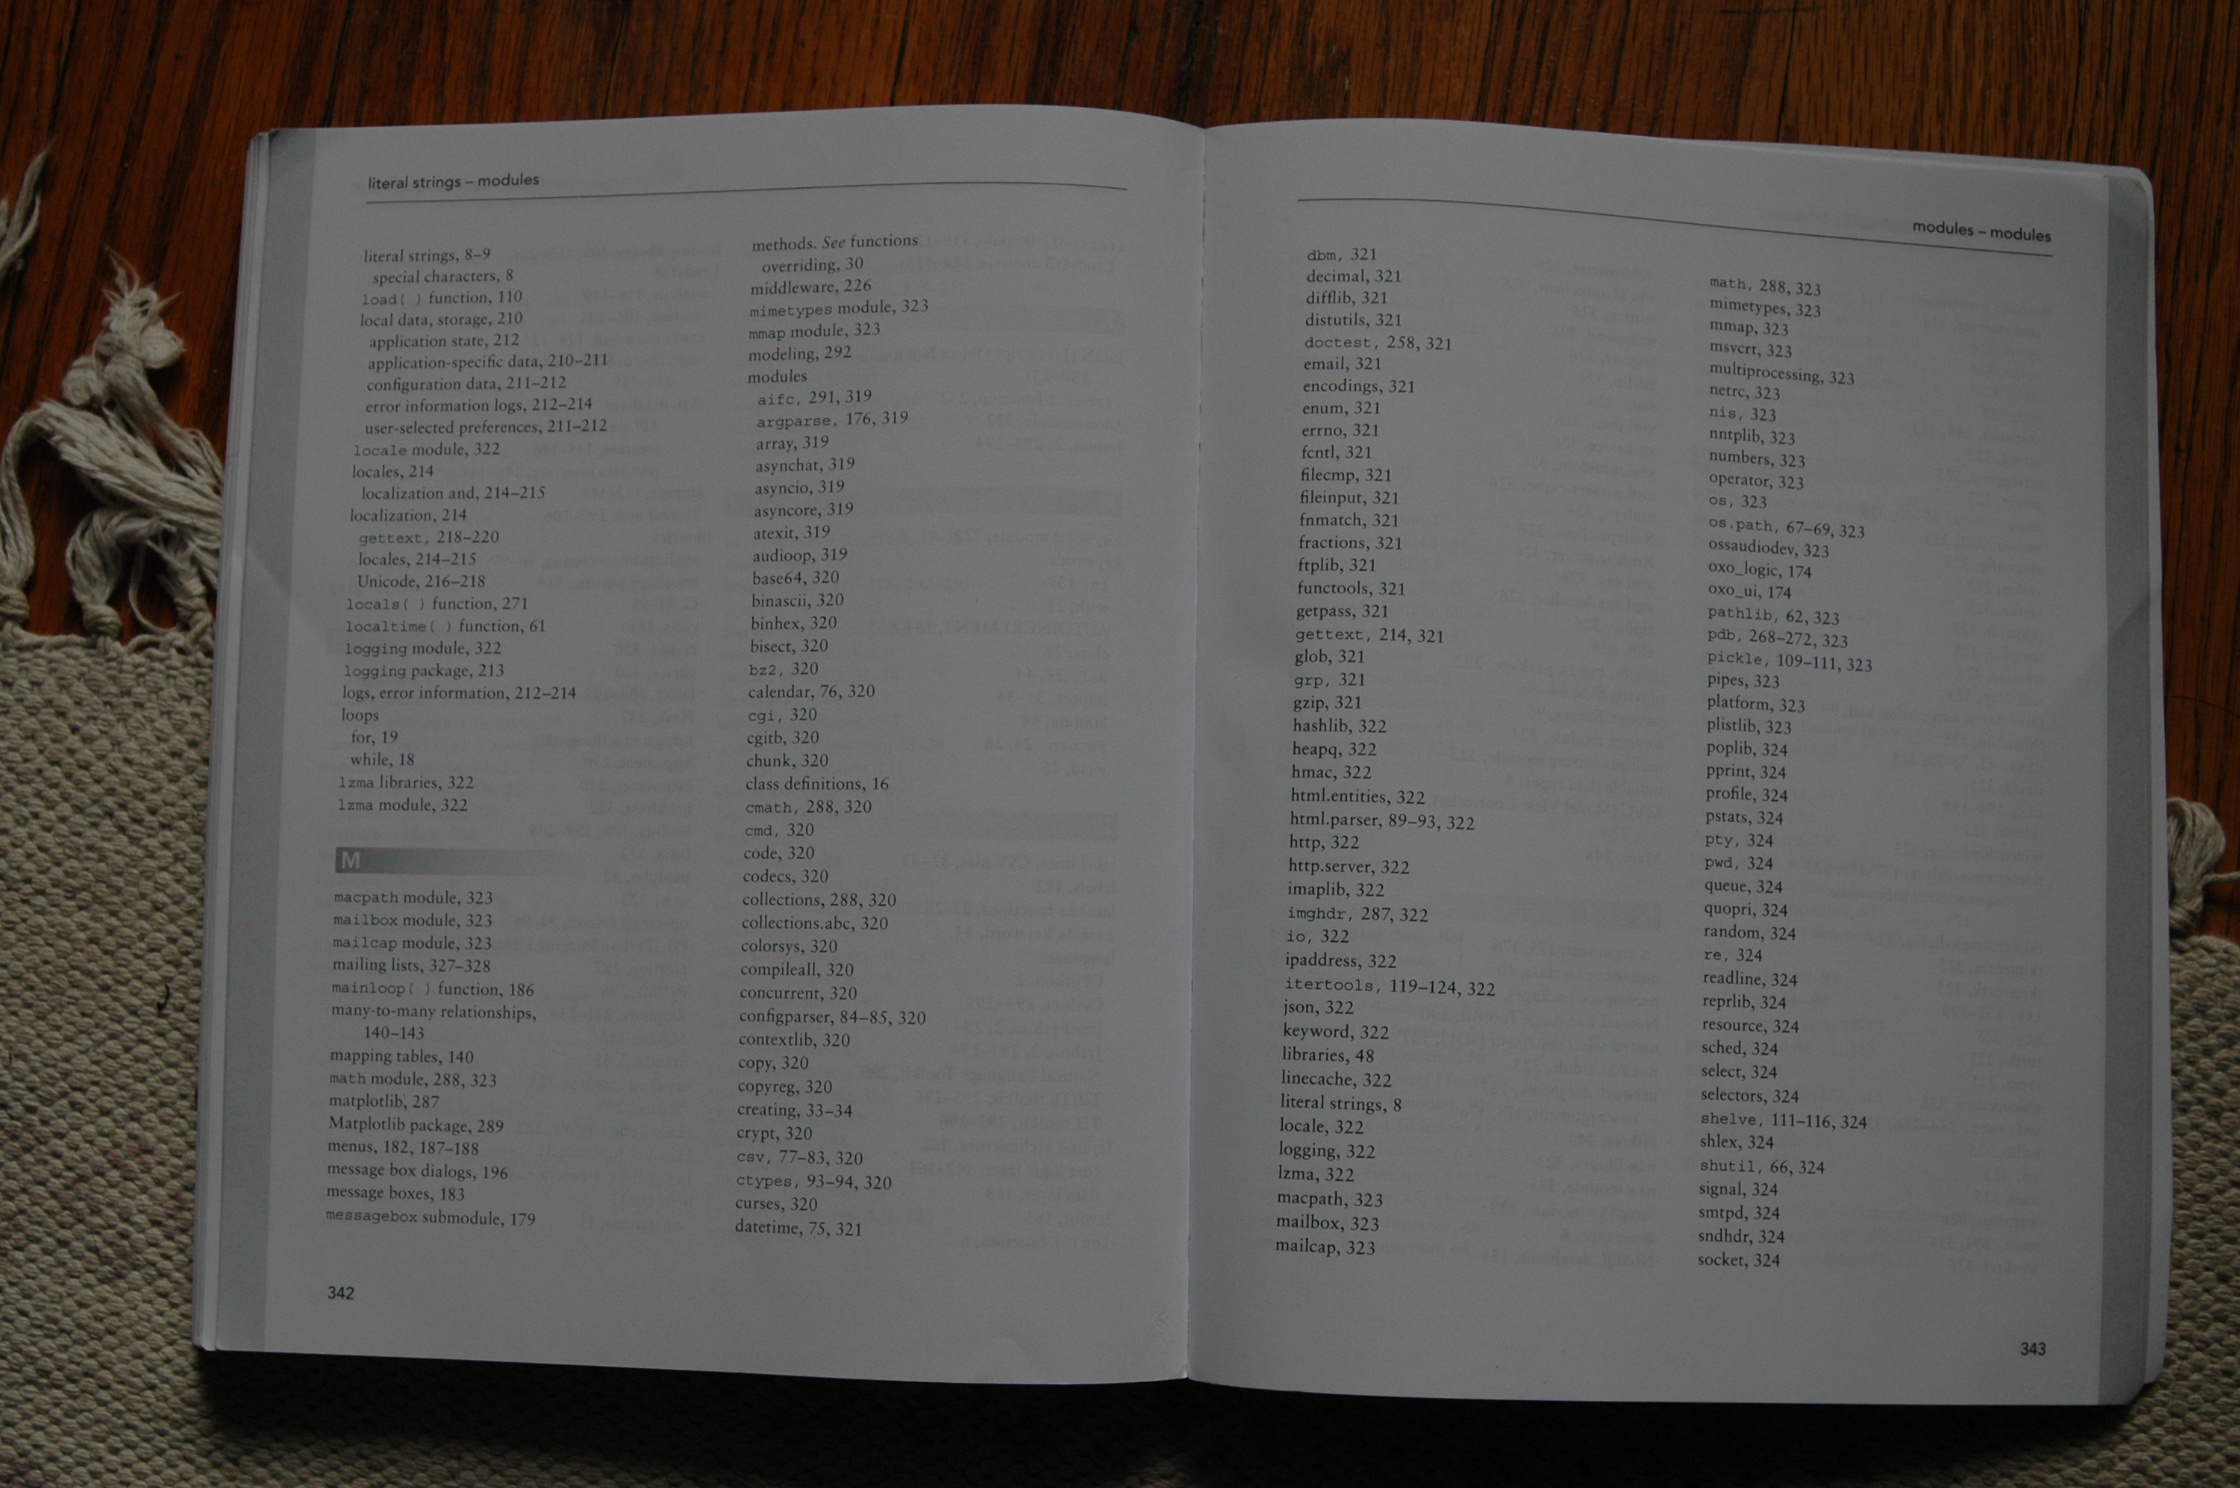 literal strings – modules
literal strings, 8–9
special characters, 8
load( ) function, 110
local data, storage, 210
application state, 212
application-specific data, 210–211
configuration data, 211–212
error information logs, 212–214
user-selected preferences, 211–212
locale module, 322
locales, 214
localization and, 214–215
localization, 214
gettext, 218–220
locales, 214–215
Unicode, 216–218
locals( ) function, 271
localtime( ) function, 61
logging module, 322
logging package, 213
logs, error information, 212–214
loops
for, 19
while, 18
lzma libraries, 322
lzma module, 322
M
macpath module, 323
mailbox module, 323
mailcap module, 323
mailing lists, 327–328
mainloop( ) function, 186
many-to-many relationships,
140–143
mapping tables, 140
math module, 288, 323
matplotlib, 287
Matplotlib package, 289
menus, 182, 187–188
message box dialogs, 196
message boxes, 183
messagebox submodule, 179
methods. See functions
overriding, 30
middleware, 226
mimetypes module, 323
mmap module, 323
modeling, 292
modules
aifc, 291, 319
argparse, 176, 319
array, 319
asynchat, 319
asyncio, 319
asyncore, 319
atexit, 319
audioop, 319
base64, 320
binascii, 320
binhex, 320
bisect, 320
bz2, 320
calendar, 76, 320
cgi, 320
cgitb, 320
chunk, 320
class definitions, 16
cmath, 288, 320
cmd, 320
code, 320
codecs, 320
collections, 288, 320
collections.abc, 320
colorsys, 320
compileall, 320
concurrent, 320
configparser, 84–85, 320
contextlib, 320
copy, 320
copyreg, 320
creating, 33–34
crypt, 320
csv, 77–83, 320
ctypes, 93–94, 320
curses, 320
datetime, 75, 321
342
modules – modules
dbm, 321
decimal, 321
difflib, 321
distutils, 321
doctest, 258, 321
email, 321
encodings, 321
enum, 321
errno, 321
fcntl, 321
filecmp, 321
fileinput, 321
fnmatch, 321
fractions, 321
ftplib, 321
functools, 321
getpass, 321
gettext, 214, 321
glob, 321
grp, 321
gzip, 321
hashlib, 322
heapq, 322
hmac, 322
html.entities, 322
html.parser, 89–93, 322
http, 322
http.server, 322
imaplib, 322
imghdr, 287, 322
io, 322
ipaddress, 322
itertools, 119–124, 322
json, 322
keyword, 322
libraries, 48
linecache, 322
literal strings, 8
locale, 322
logging, 322
lzma, 322
macpath, 323
mailbox, 323
mailcap, 323
math, 288, 323
mimetypes, 323
mmap, 323
msvcrt, 323
multiprocessing, 323
netrc, 323
nis, 323
nntplib, 323
numbers, 323
operator, 323
os, 323
os.path, 67–69, 323
ossaudiodev, 323
oxo_logic, 174
oxo_ui, 174
pathlib, 62, 323
pdb, 268–272, 323
pickle, 109–111, 323
pipes, 323
platform, 323
plistlib, 323
poplib, 324
pprint, 324
profile, 324
pstats, 324
pty, 324
pwd, 324
queue, 324
quopri, 324
random, 324
re, 324
readline, 324
reprlib, 324
resource, 324
sched, 324
select, 324
selectors, 324
shelve, 111–116, 324
shlex, 324
shutil, 66, 324
signal, 324
smtpd, 324
sndhdr, 324
socket, 324
343